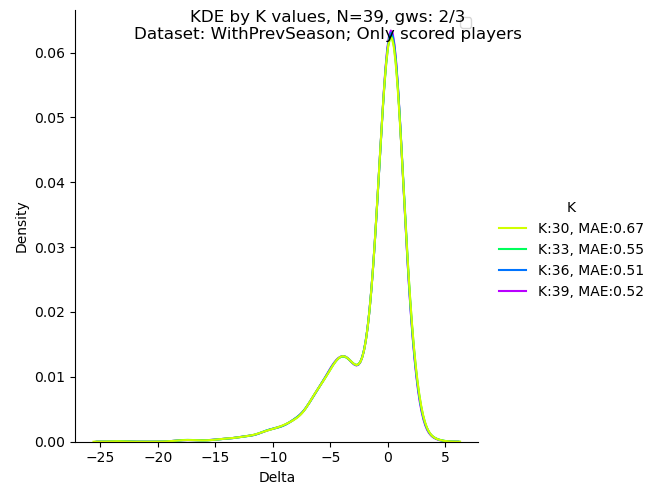 KDE by K values, N=39, gws: 2/3
Dataset: WithPrevSeason; Only scored players
0.06
0.05
0.04
0.03
0.02
0.01
0.00
Density
−25
−20
−15
−10
−5
0
5
Delta
K
K:30, MAE:0.67
K:33, MAE:0.55
K:36, MAE:0.51
K:39, MAE:0.52